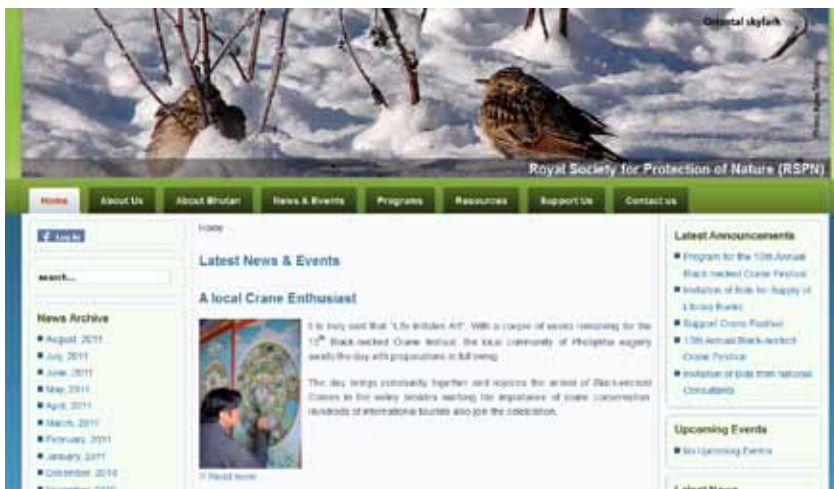 Oriental skylark
Royal Society for Protection of Nature (RSPN)
Home
About Us
About Bhutan
News & Events
Programs
Resources
Support Us
Contact us
Log In
search...
News Archive
August, 2011
July, 2011
June, 2011
May, 2011
April, 2011
March, 2011
February, 2011
January, 2011
December, 2010
November, 2010
Home
Latest News & Events
A local Crane Enthusiast
It is truly said that "Life imitates Art". With a couple of weeks remaining for the
13th Black-necked Crane festival, the local community of Phobjikha eagerly
awaits the day with preparations in full swing.
The day brings community together and rejoices the arrival of Black-necked
Cranes in the valley besides marking the importance of crane conservation.
Hundreds of international tourists also join the celebration.
Read more
Latest Announcements
Program for the 13th Annual
Black-necked Crane Festival
Invitation of Bids for Supply of
Library Books
Support Crane Festival
13th Annual Black-necked
Crane Festival
Invitation of Bids from National
Consultants
Upcoming Events
No Upcoming Events
Latest News